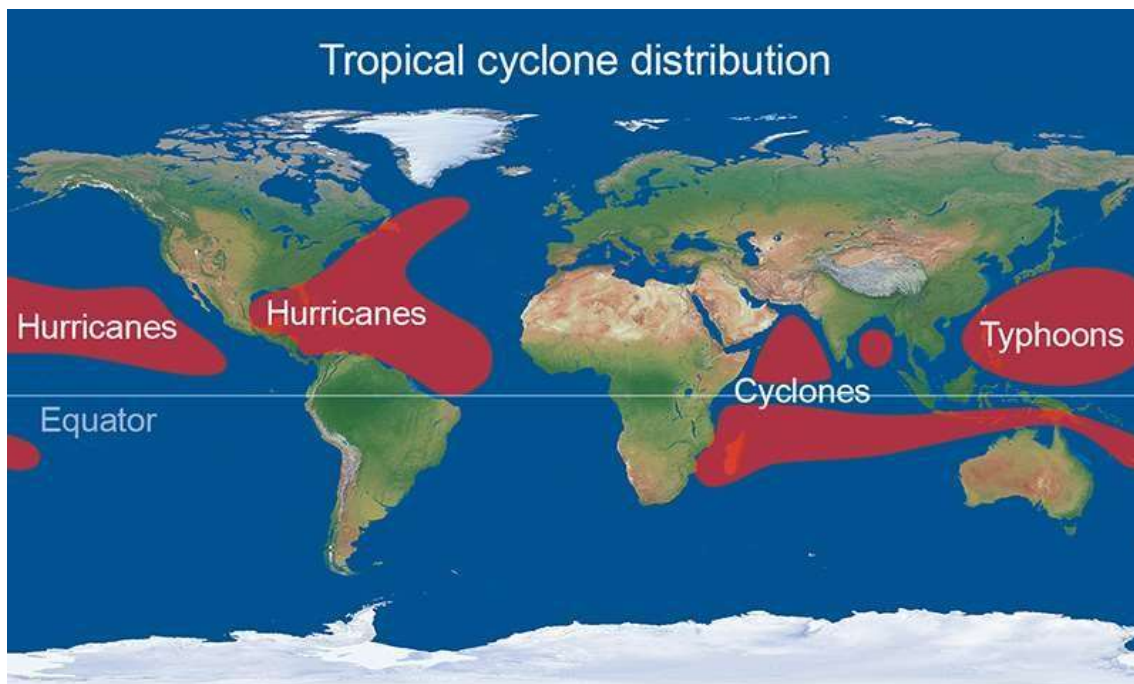 Tropical cyclone distribution
Hurricanes
Hurricanes
Typhoons
Cyclones
Equator